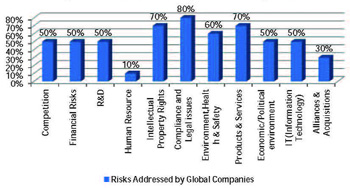 80%
70%
60%
50%
40%
30%
20%
10%
0%
50%
50%
50%
10%
70%
80%
60%
70%
50%
50%
30%
Competition
Financial Risks
R&D
Human Resource
Intellectual
Property Rights
Compliance and
Legal issues
Environment,Healt
h & Safety
Products & Services
Economic/Political
environment
IT(Information
Technology)
Alliances &
Acquisitions
Risks Addressed by Global Companies